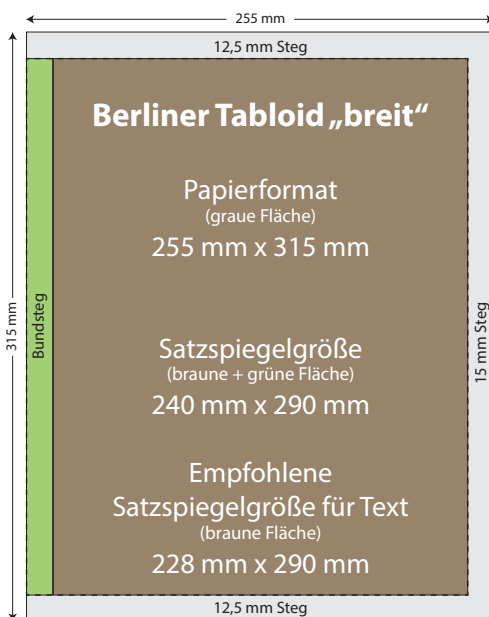 255 mm
12,5 mm Steg
Berliner Tabloid „breit“
Papierformat
(graue Fläche)
255 mm x 315 mm
315 mm
Bundsteg
15 mm Steg
Satzspiegelgröße
(braune + grüne Fläche)
240 mm x 290 mm
Empfohlene
Satzspiegelgröße für Text
(braune Fläche)
228 mm x 290 mm
12,5 mm Steg